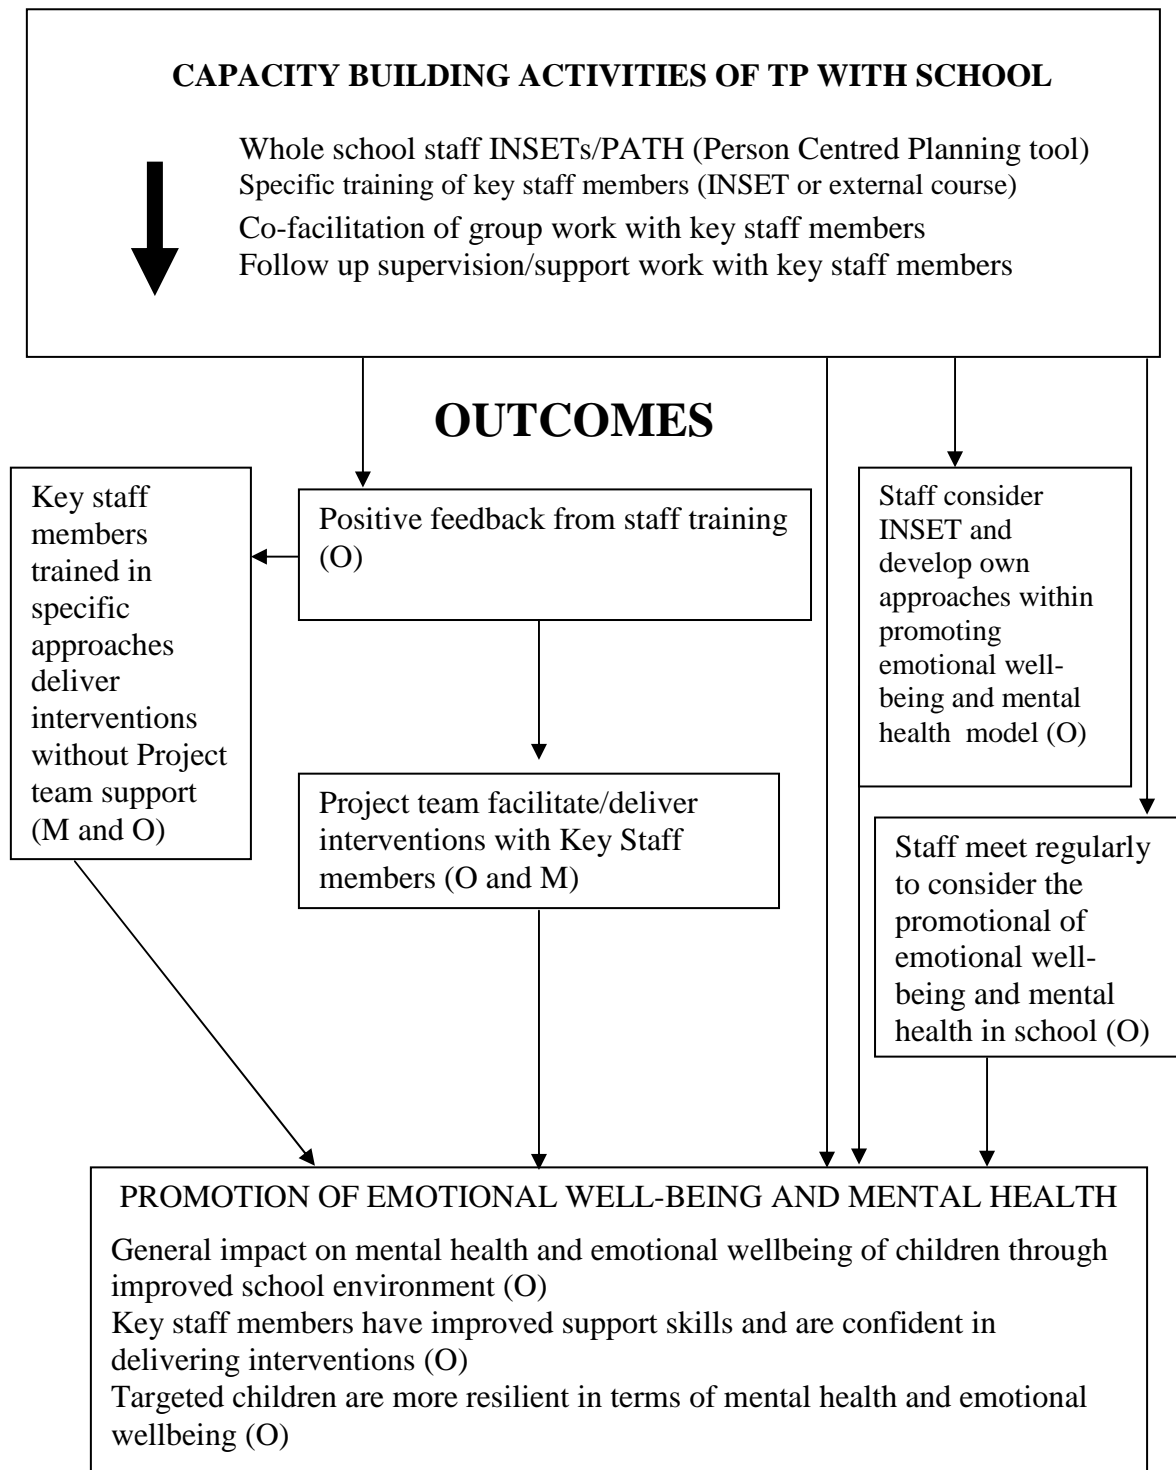 CAPACITY BUILDING ACTIVITIES OF TP WITH SCHOOL
Whole school staff INSETs/PATH (Person Centred Planning tool)
Specific training of key staff members (INSET or external course)
Co-facilitation of group work with key staff members
Follow up supervision/support work with key staff members
OUTCOMES
Key staff
members
trained in
specific
approaches
deliver
interventions
without Project
team support
(M and O)
Positive feedback from staff training
(O)
Project team facilitate/deliver
interventions with Key Staff
members (O and M)
Staff consider
INSET and
develop own
approaches within
promoting
emotional well-
being and mental
health model (O)
Staff meet regularly
to consider the
promotional of
emotional well-
being and mental
health in school (O)
PROMOTION OF EMOTIONAL WELL-BEING AND MENTAL HEALTH
General impact on mental health and emotional wellbeing of children through
improved school environment (O)
Key staff members have improved support skills and are confident in
delivering interventions (O)
Targeted children are more resilient in terms of mental health and emotional
wellbeing (O)